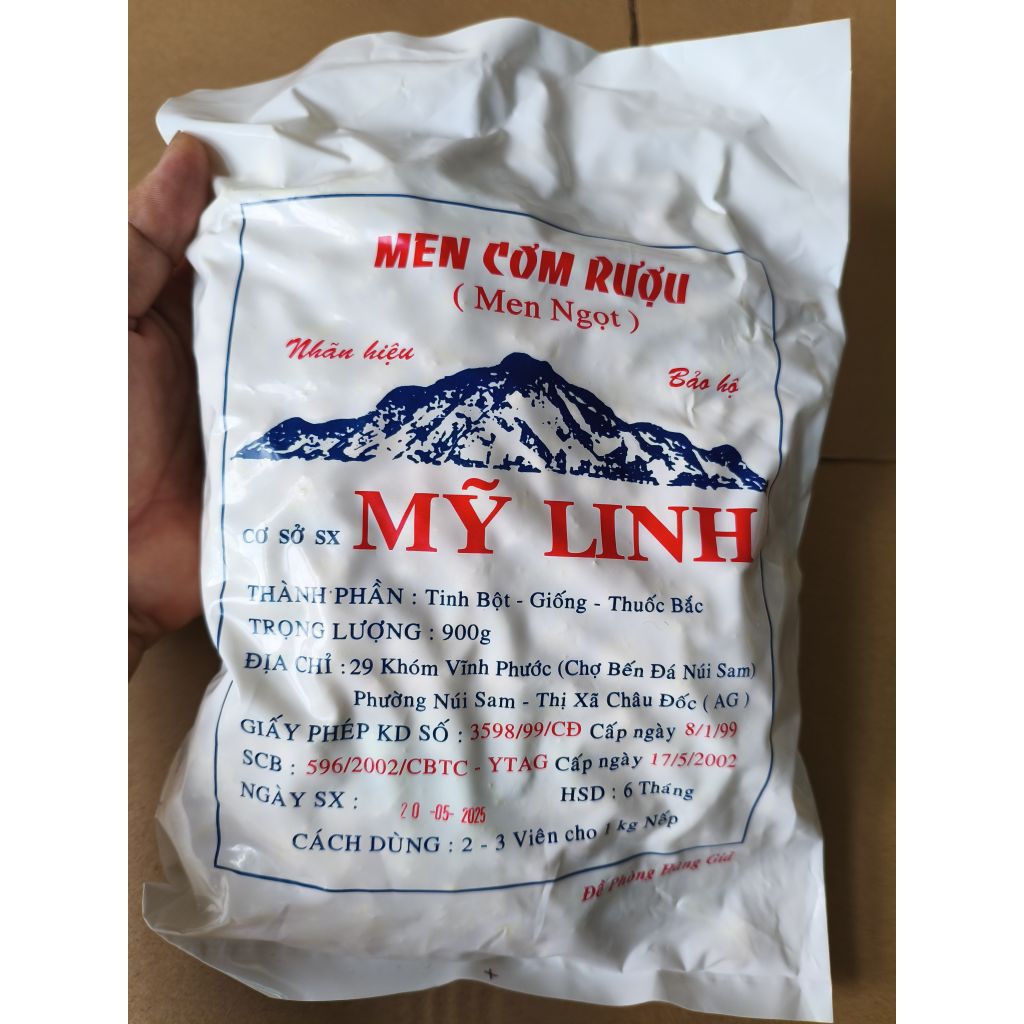 MEN CƠM RƯỢU
( Men Ngọt )
Nhãn hiệu
Bảo hộ
CƠ SỞ SX MỸ LINH
THÀNH PHẦN : Tinh Bột - Giống - Thuốc Bắc
TRỌNG LƯỢNG : 900g
ĐỊA CHỈ : 29 Khóm Vĩnh Phước (Chợ Bến Đá Núi Sam)
Phường Núi Sam - Thị Xã Châu Đốc ( AG )
GIẤY PHÉP KD SỐ : 3598/99/CĐ Cấp ngày 8/1/99
SCB : 596/2002/CBTC - YTAG Cấp ngày 17/5/2002
NGÀY SX : 20 -05- 2025 HSD : 6 Tháng
CÁCH DÙNG : 2 - 3 Viên cho 1 kg Nếp
Đề Phòng Hàng Giả